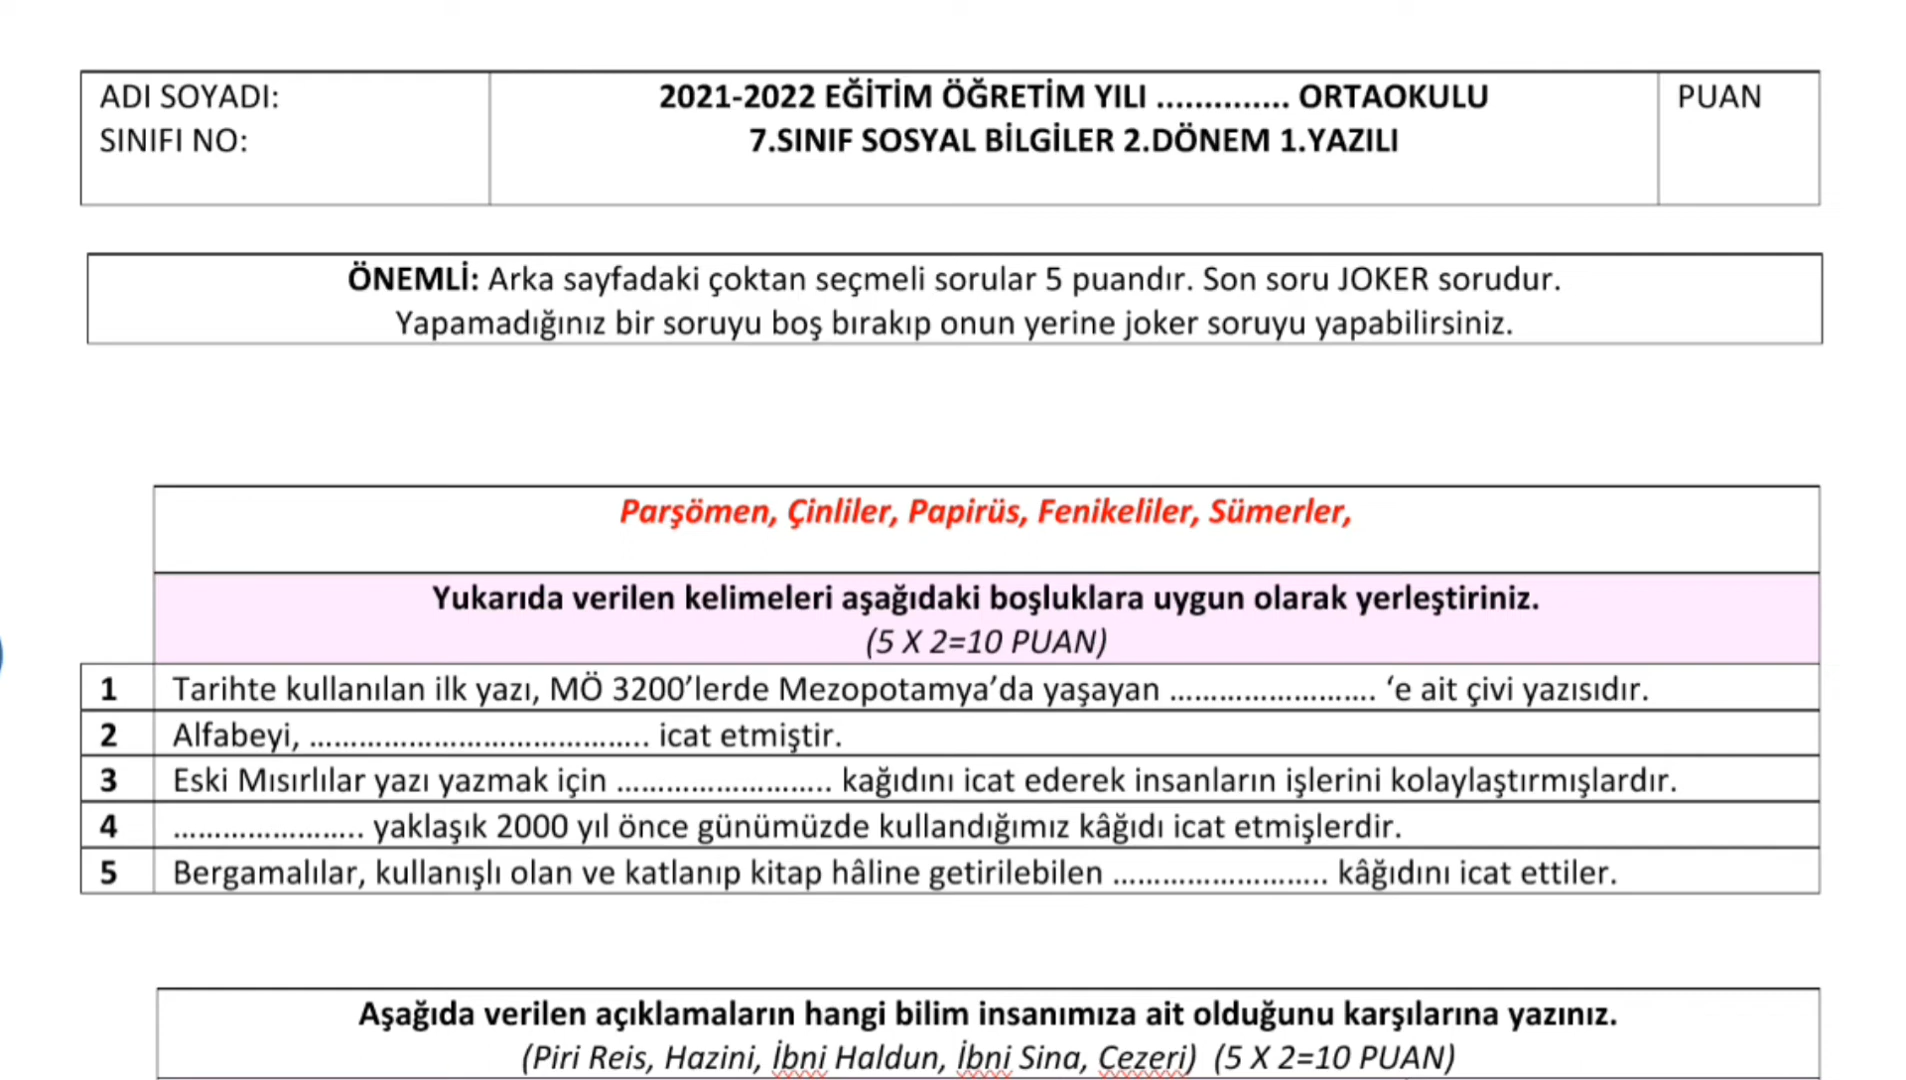 ADI SOYADI:
SINIFI NO:
2021-2022 EĞİTİM ÖĞRETİM YILI .............. ORTAOKULU
7.SINIF SOSYAL BİLGİLER 2.DÖNEM 1.YAZILI
PUAN
ÖNEMLİ: Arka sayfadaki çoktan seçmeli sorular 5 puandır. Son soru JOKER sorudur.
Yapamadığınız bir soruyu boş bırakıp onun yerine joker soruyu yapabilirsiniz.
Parşömen, Çinliler, Papirüs, Fenikeliler, Sümerler,
Yukarıda verilen kelimeleri aşağıdaki boşluklara uygun olarak yerleştiriniz.
(5 X 2=10 PUAN)
1 Tarihte kullanılan ilk yazı, MÖ 3200’lerde Mezopotamya’da yaşayan ……………………. ‘e ait çivi yazısıdır.
2 Alfabeyi, ………………………………….. icat etmiştir.
3 Eski Mısırlılar yazı yazmak için …………………….. kağıdını icat ederek insanların işlerini kolaylaştırmışlardır.
4 ………………….. yaklaşık 2000 yıl önce günümüzde kullandığımız kâğıdı icat etmişlerdir.
5 Bergamalılar, kullanışlı olan ve katlanıp kitap hâline getirilebilen …………………….. kâğıdını icat ettiler.
Aşağıda verilen açıklamaların hangi bilim insanımıza ait olduğunu karşılarına yazınız.
(Piri Reis, Hazini, İbni Haldun, İbni Sina, Cezeri) (5 X 2=10 PUAN)